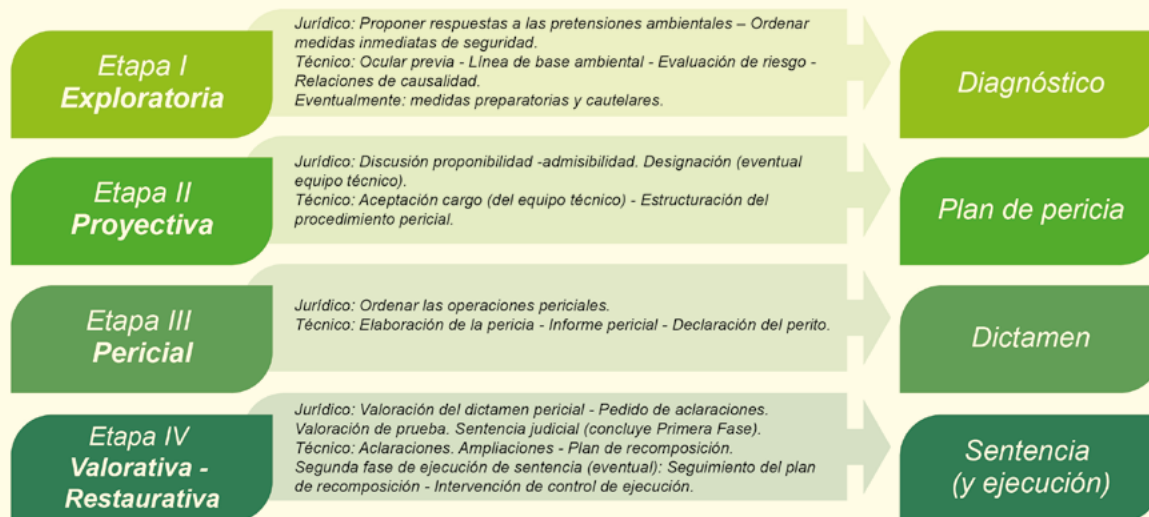 Etapa I
Exploratoria
Jurídico: Proponer respuestas a las pretensiones ambientales – Ordenar
medidas inmediatas de seguridad.
Técnico: Ocular previa - Línea de base ambiental - Evaluación de riesgo -
Relaciones de causalidad.
Eventualmente: medidas preparatorias y cautelares.
Diagnóstico
Etapa II
Proyectiva
Jurídico: Discusión proponibilidad -admisibilidad. Designación (eventual
equipo técnico).
Técnico: Aceptación cargo (del equipo técnico) - Estructuración del
procedimiento pericial.
Plan de pericia
Etapa III
Pericial
Jurídico: Ordenar las operaciones periciales.
Técnico: Elaboración de la pericia - Informe pericial - Declaración del perito.
Dictamen
Etapa IV
Valorativa -
Restaurativa
Jurídico: Valoración del dictamen pericial - Pedido de aclaraciones.
Valoración de prueba. Sentencia judicial (concluye Primera Fase).
Técnico: Aclaraciones. Ampliaciones - Plan de recomposición.
Segunda fase de ejecución de sentencia (eventual): Seguimiento del plan
de recomposición - Intervención de control de ejecución.
Sentencia
(y ejecución)